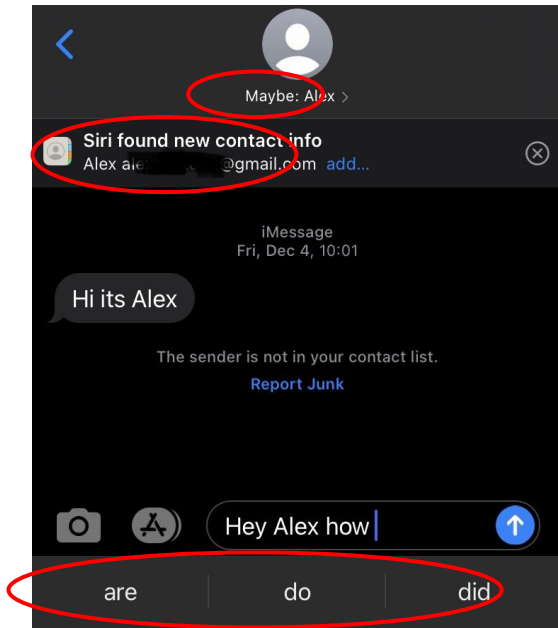 Maybe: Alex >
Siri found new contact info
Alex @gmail.com add...
iMessage
Fri, Dec 4, 10:01
Hi its Alex
The sender is not in your contact list.
Report Junk
Hey Alex how
are do did